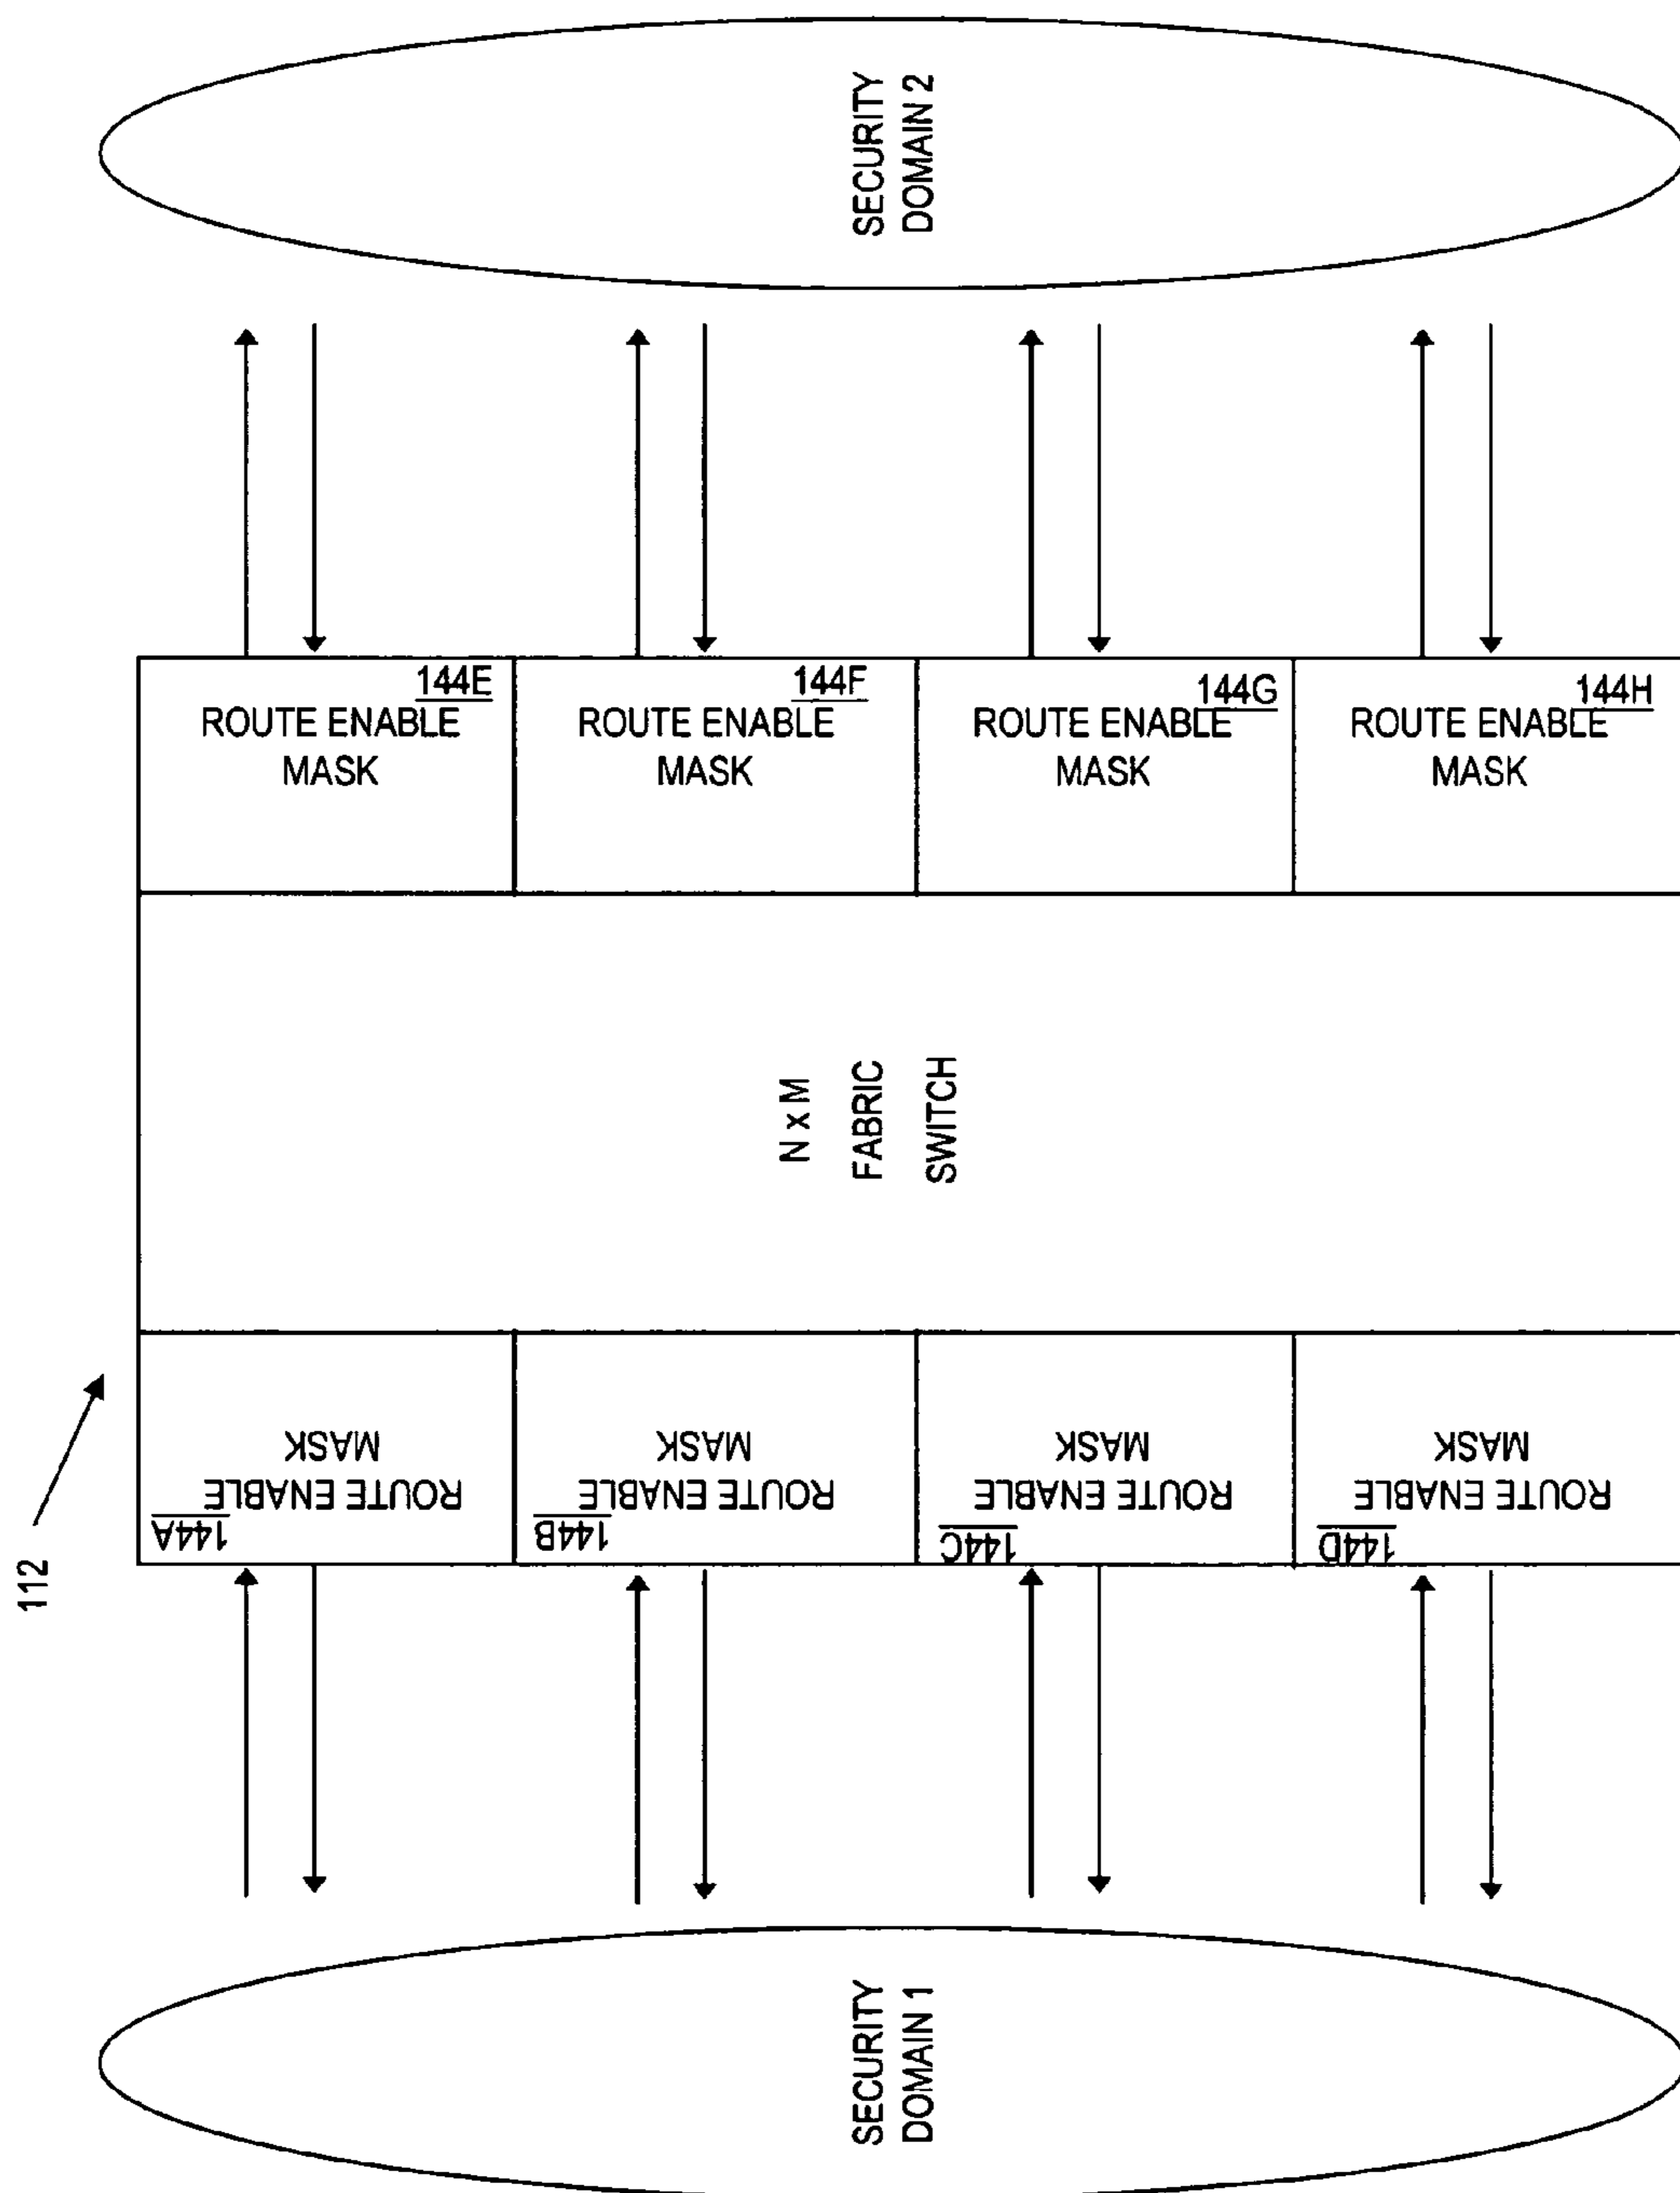 SECURITY
DOMAIN 2
144E
ROUTE ENABLE
MASK
144F
ROUTE ENABLE
MASK
144G
ROUTE ENABLE
MASK
144H
ROUTE ENABLE
MASK
N x M
FABRIC
SWITCH
112
144A
ROUTE ENABLE
MASK
144B
ROUTE ENABLE
MASK
144C
ROUTE ENABLE
MASK
144D
ROUTE ENABLE
MASK
SECURITY
DOMAIN 1